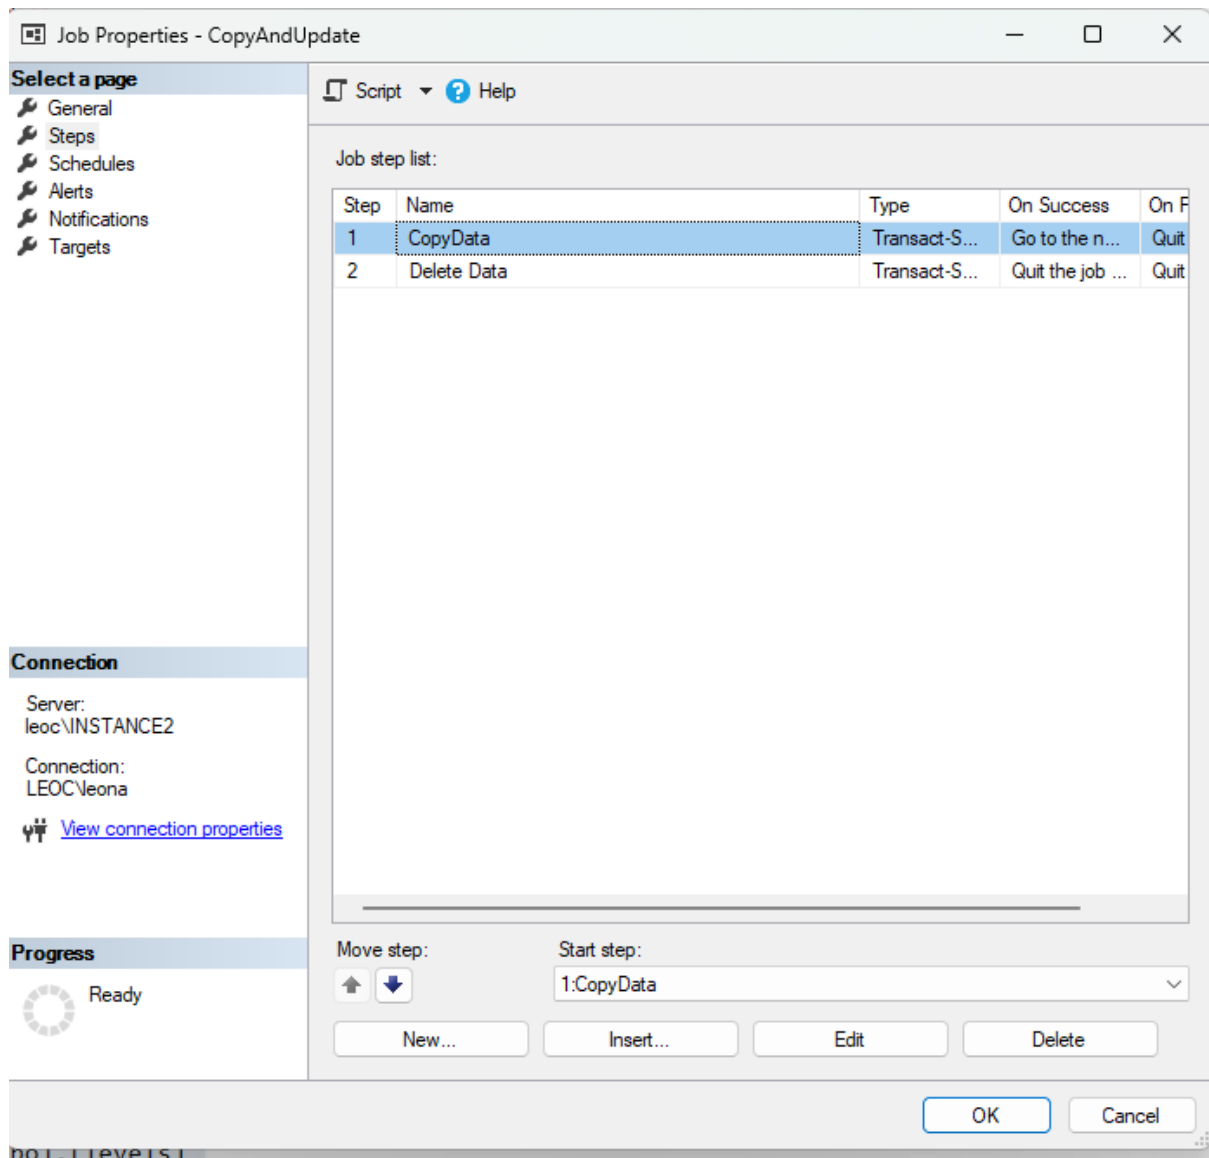 Job Properties - CopyAndUpdate
Select a page
General
Steps
Schedules
Alerts
Notifications
Targets
Script
Help
Job step list:
Step Name Type On Success On F
1 CopyData Transact-S... Go to the n... Quit
2 Delete Data Transact-S... Quit the job ... Quit
Connection
Server:
leoc\INSTANCE2
Connection:
LEOC\leona
View connection properties
Progress
Ready
Move step:
Start step:
1:CopyData
New...
Insert...
Edit
Delete
OK
Cancel